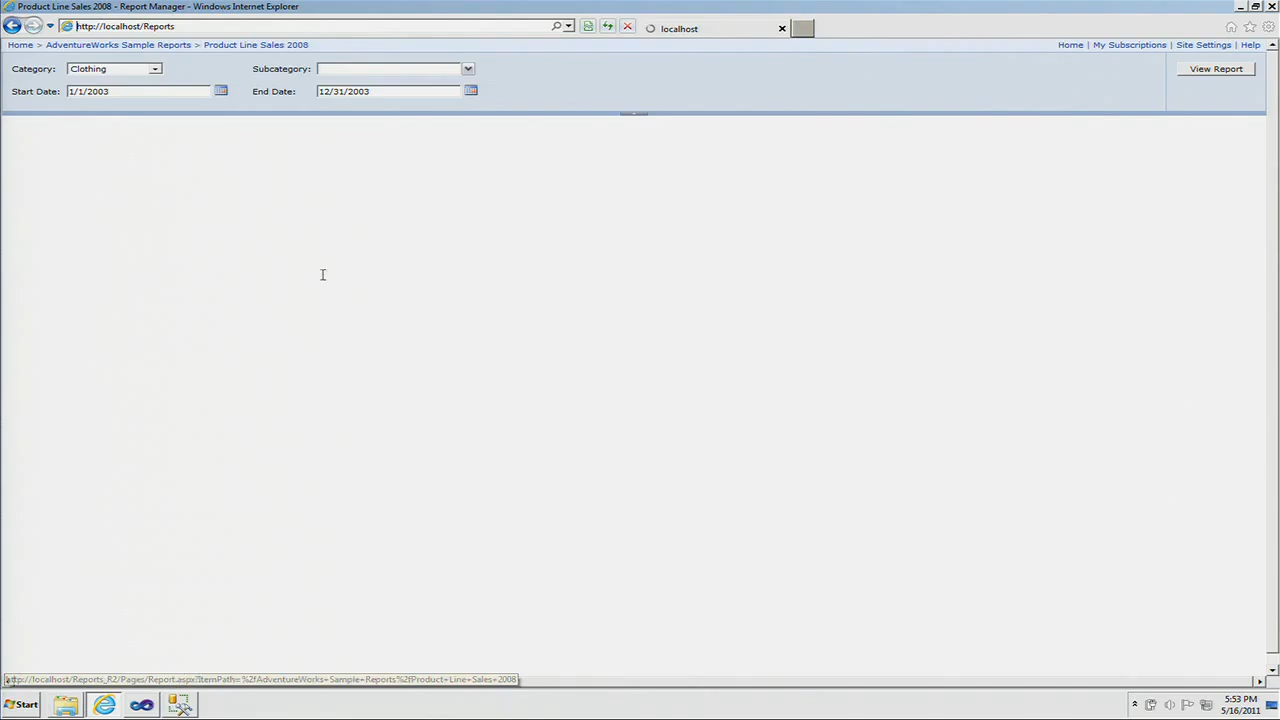 Product Line Sales 2008 - Report Manager - Windows Internet Explorer
http://localhost/Reports
localhost
Home > AdventureWorks Sample Reports > Product Line Sales 2008
Home | My Subscriptions | Site Settings | Help
Category: Clothing Subcategory:
View Report
Start Date: 1/1/2003 End Date: 12/31/2003
http://localhost/Reports_R2/Pages/Report.aspx?ItemPath=%2fAdventureWorks+Sample+Reports%2fProduct+Line+Sales+2008
Start
5:53 PM
5/16/2011